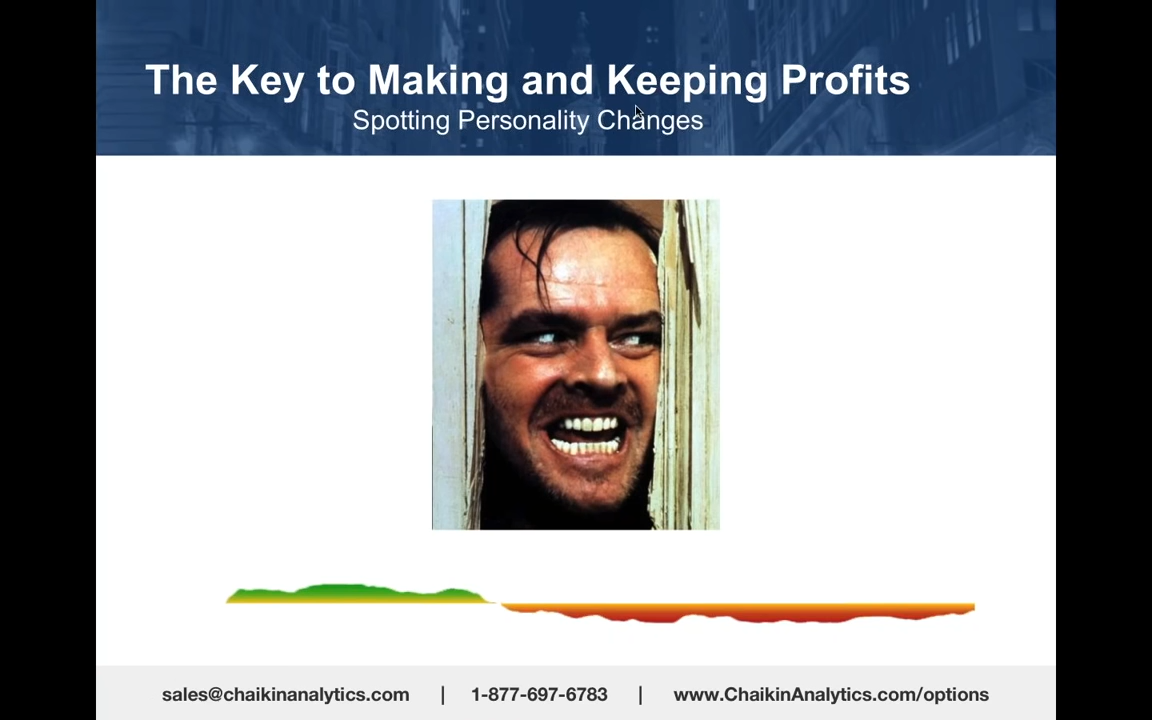 The Key to Making and Keeping Profits
Spotting Personality Changes
sales@chaikinanalytics.com | 1-877-697-6783 | www.ChaikinAnalytics.com/options